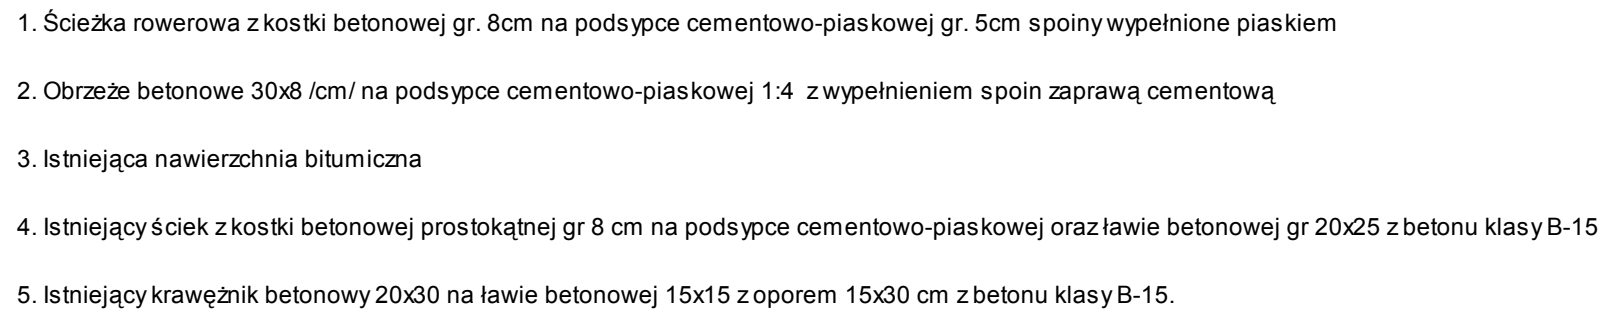 1. Ścieżka rowerowa z kostki betonowej gr. 8cm na podsypce cementowo-piaskowej gr. 5cm spoiny wypełnione piaskiem
2. Obrzeże betonowe 30x8 /cm/ na podsypce cementowo-piaskowej 1:4 z wypełnieniem spoin zaprawą cementową
3. Istniejąca nawierzchnia bitumiczna
4. Istniejący ściek z kostki betonowej prostokątnej gr 8 cm na podsypce cementowo-piaskowej oraz ławie betonowej gr 20x25 z betonu klasy B-15
5. Istniejący krawężnik betonowy 20x30 na ławie betonowej 15x15 z oporem 15x30 cm z betonu klasy B-15.